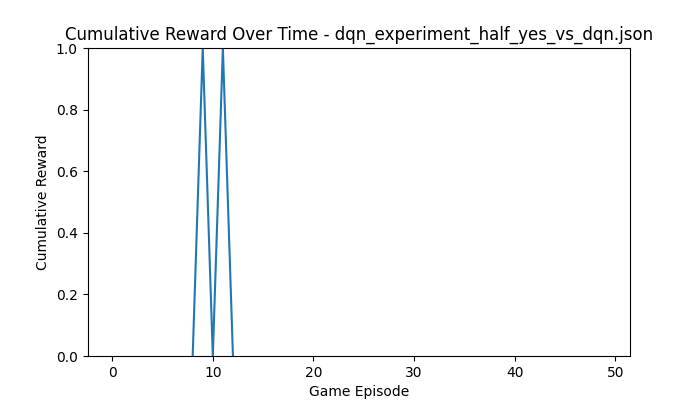 Cumulative Reward Over Time - dqn_experiment_half_yes_vs_dqn.json
1.0
0.8
0.6
0.4
0.2
0.0
Cumulative Reward
0 10 20 30 40 50
Game Episode